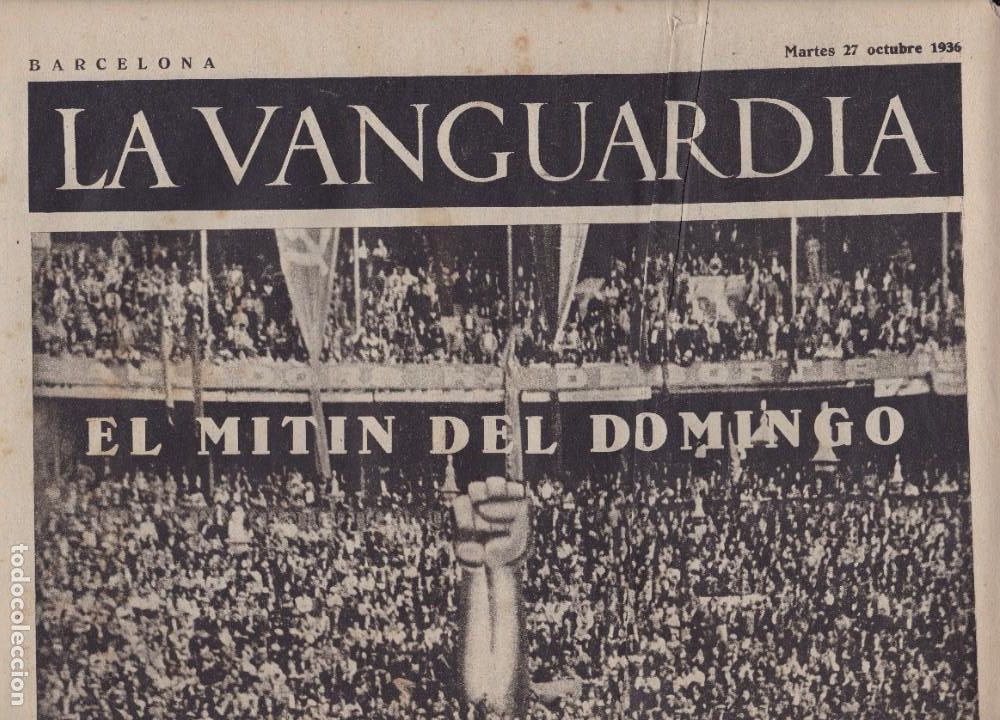 BARCELONA
Martes 27 octubre 1936
LA VANGUARDIA
EL MITIN DEL DOMINGO
todocoleccion